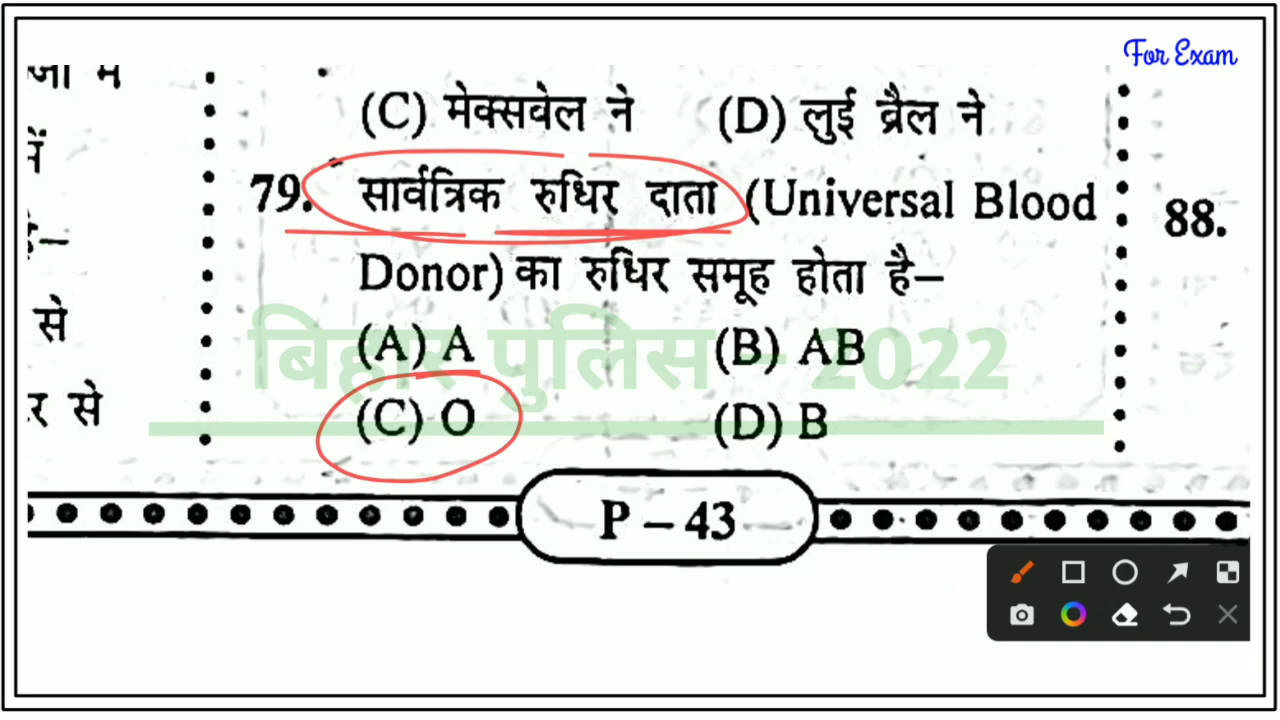 For Exam
(C) मेक्सवेल ने (D) लुई ब्रैल ने
में
79. सार्वत्रिक रुधिर दाता (Universal Blood
88.
है–
Donor) का रुधिर समूह होता है–
से
(A) A (B) AB
बिहार पुलिस - 2022
र से
(C) O (D) B
P – 43